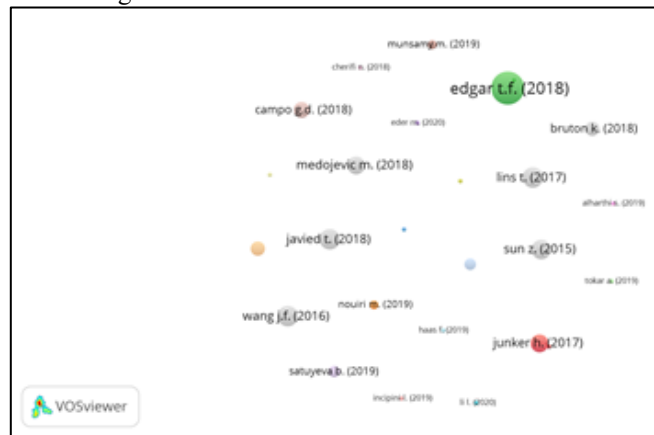 munsamy m. (2019)
cherifi n. (2018)
edgar t.f. (2018)
campo g.d. (2018)
eder m. (2020)
bruton k. (2018)
medojevic m. (2018)
lins t. (2017)
alharthi a. (2019)
javied t. (2018)
sun z. (2015)
tokar a. (2019)
nouiri m. (2019)
wang j.f. (2016)
haas f. (2019)
junker h. (2017)
satuyeva b. (2019)
incipini l. (2019)
li l. (2020)
VOSviewer